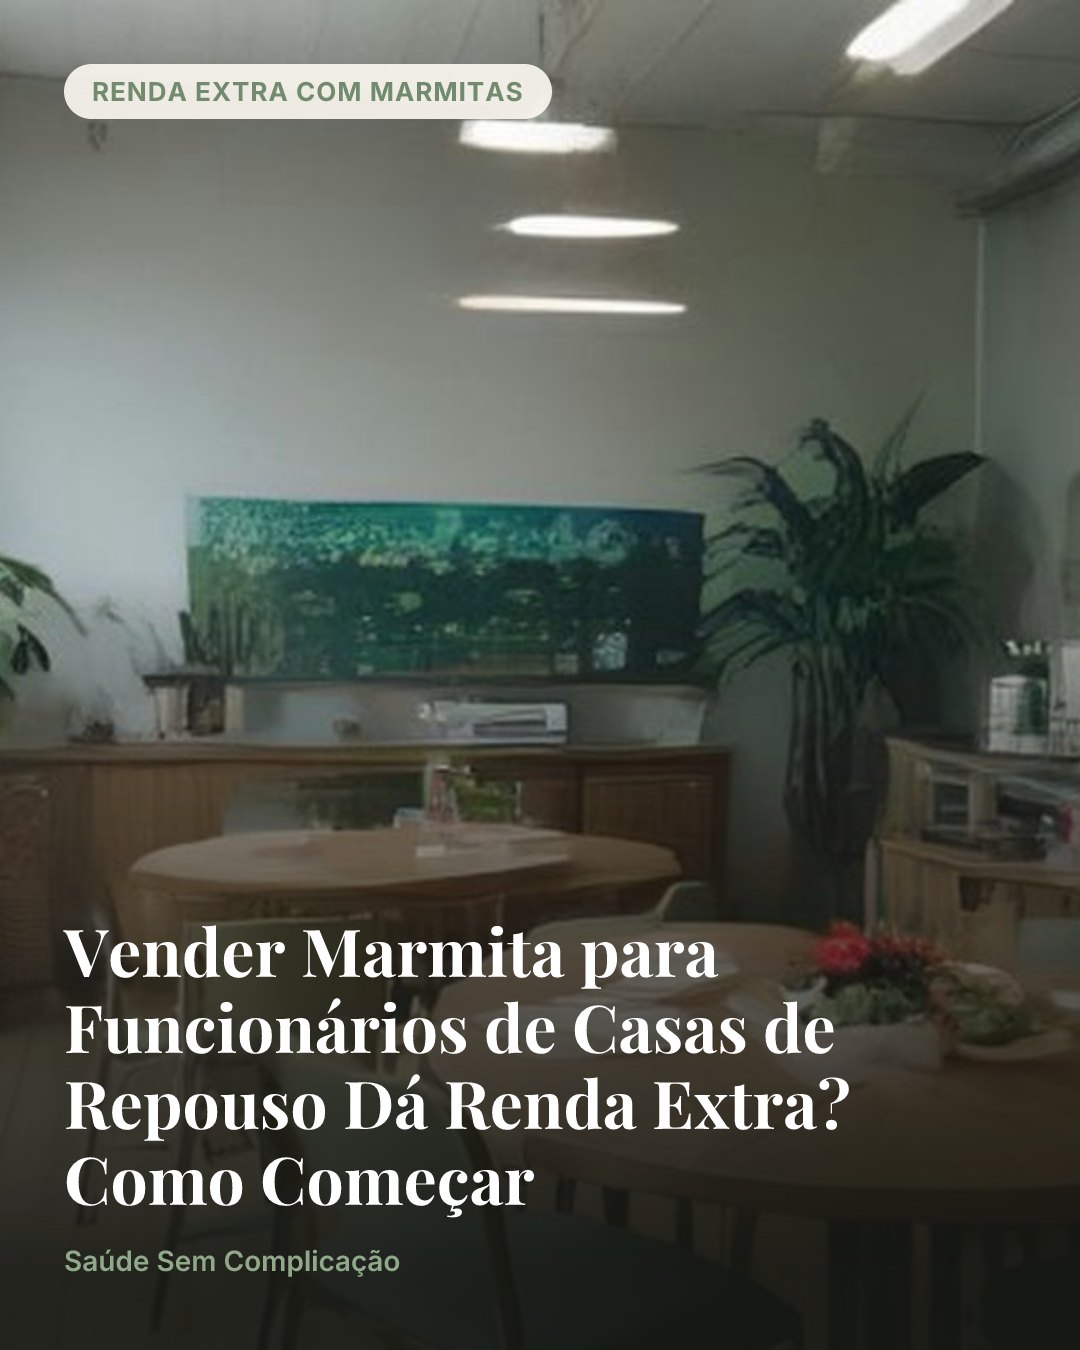 RENDA EXTRA COM MARMITAS
Vender Marmita para
Funcionários de Casas de
Repouso Dá Renda Extra?
Como Começar
Saúde Sem Complicação